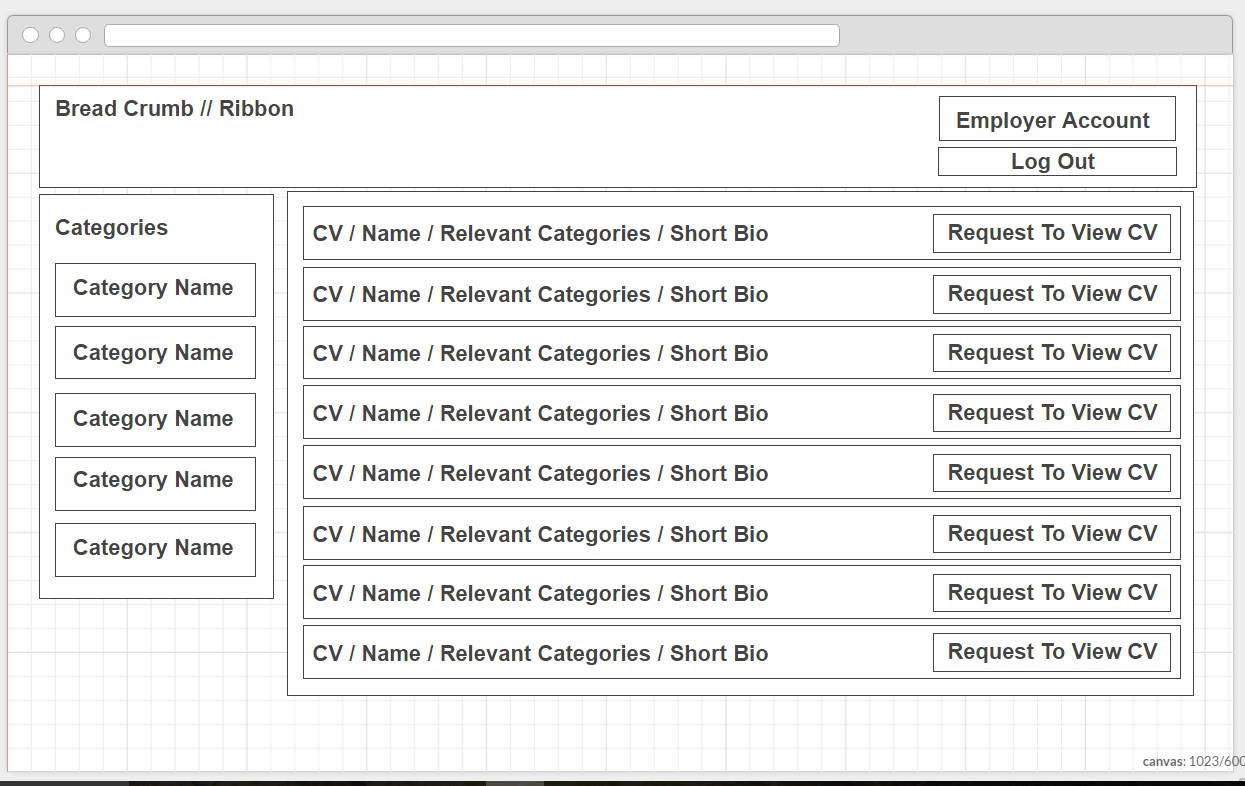 Bread Crumb // Ribbon
Employer Account
Log Out
Categories
Category Name
Category Name
Category Name
Category Name
Category Name
CV / Name / Relevant Categories / Short Bio
Request To View CV
CV / Name / Relevant Categories / Short Bio
Request To View CV
CV / Name / Relevant Categories / Short Bio
Request To View CV
CV / Name / Relevant Categories / Short Bio
Request To View CV
CV / Name / Relevant Categories / Short Bio
Request To View CV
CV / Name / Relevant Categories / Short Bio
Request To View CV
CV / Name / Relevant Categories / Short Bio
Request To View CV
CV / Name / Relevant Categories / Short Bio
Request To View CV
canvas: 1023/600